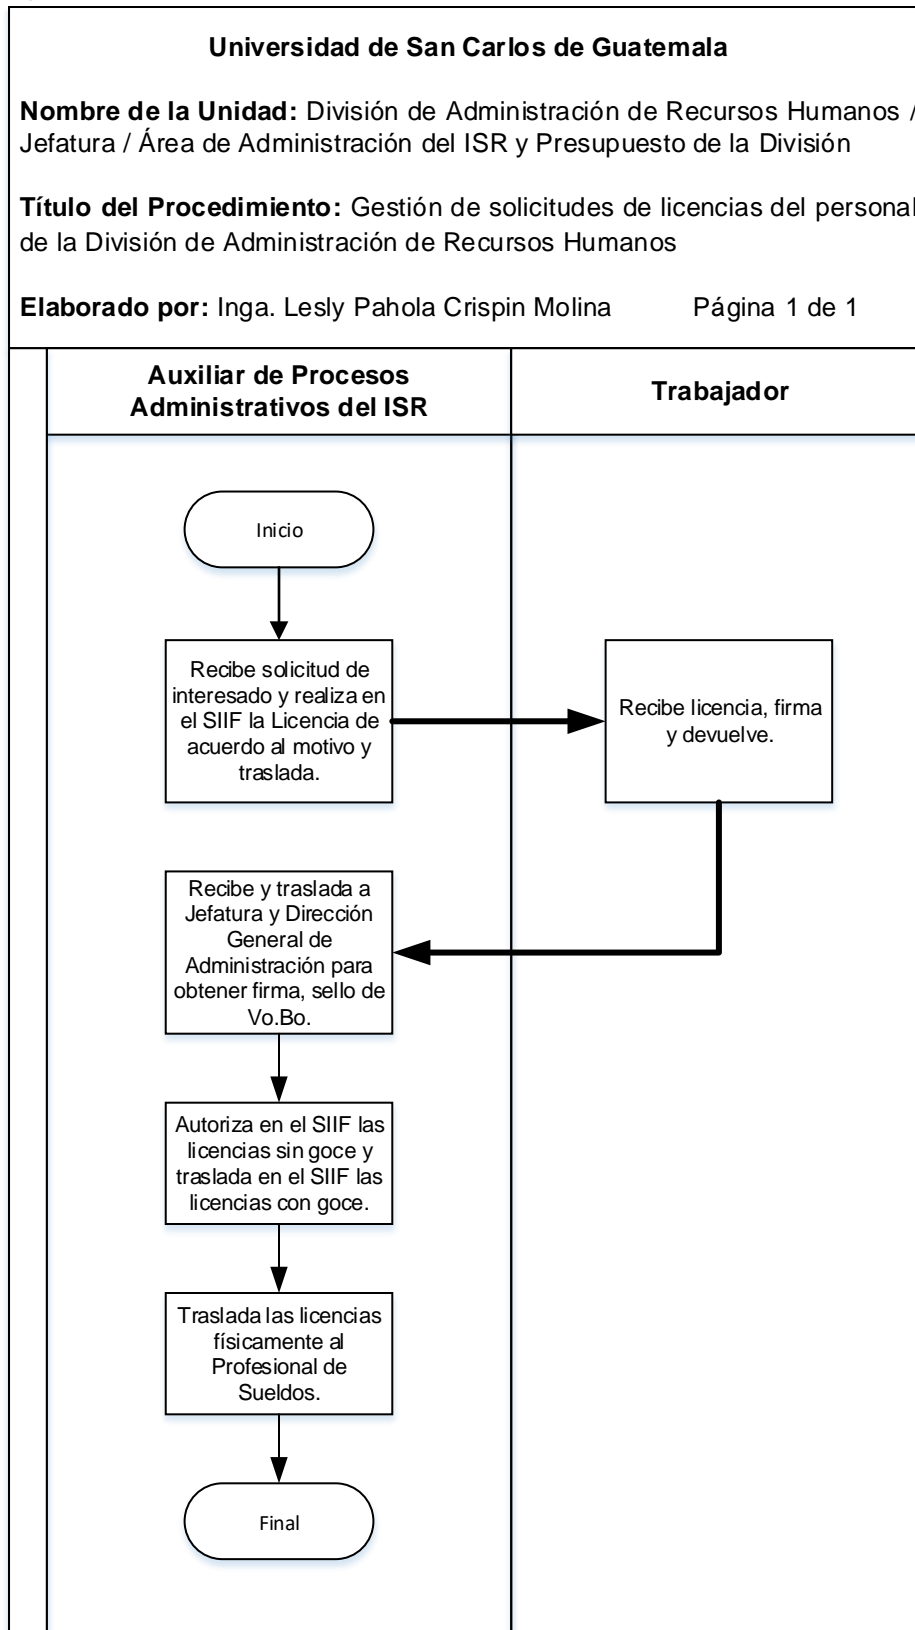 Universidad de San Carlos de Guatemala
Nombre de la Unidad: División de Administración de Recursos Humanos /
Jefatura / Área de Administración del ISR y Presupuesto de la División
Título del Procedimiento: Gestión de solicitudes de licencias del personal
de la División de Administración de Recursos Humanos
Elaborado por: Inga. Lesly Pahola Crispin Molina Página 1 de 1
Auxiliar de Procesos
Administrativos del ISR
Trabajador
Inicio
Recibe solicitud de
interesado y realiza en
el SIIF la Licencia de
acuerdo al motivo y
traslada.
Recibe licencia, firma
y devuelve.
Recibe y traslada a
Jefatura y Dirección
General de
Administración para
obtener firma, sello de
Vo.Bo.
Autoriza en el SIIF las
licencias sin goce y
traslada en el SIIF las
licencias con goce.
Traslada las licencias
físicamente al
Profesional de
Sueldos.
Final